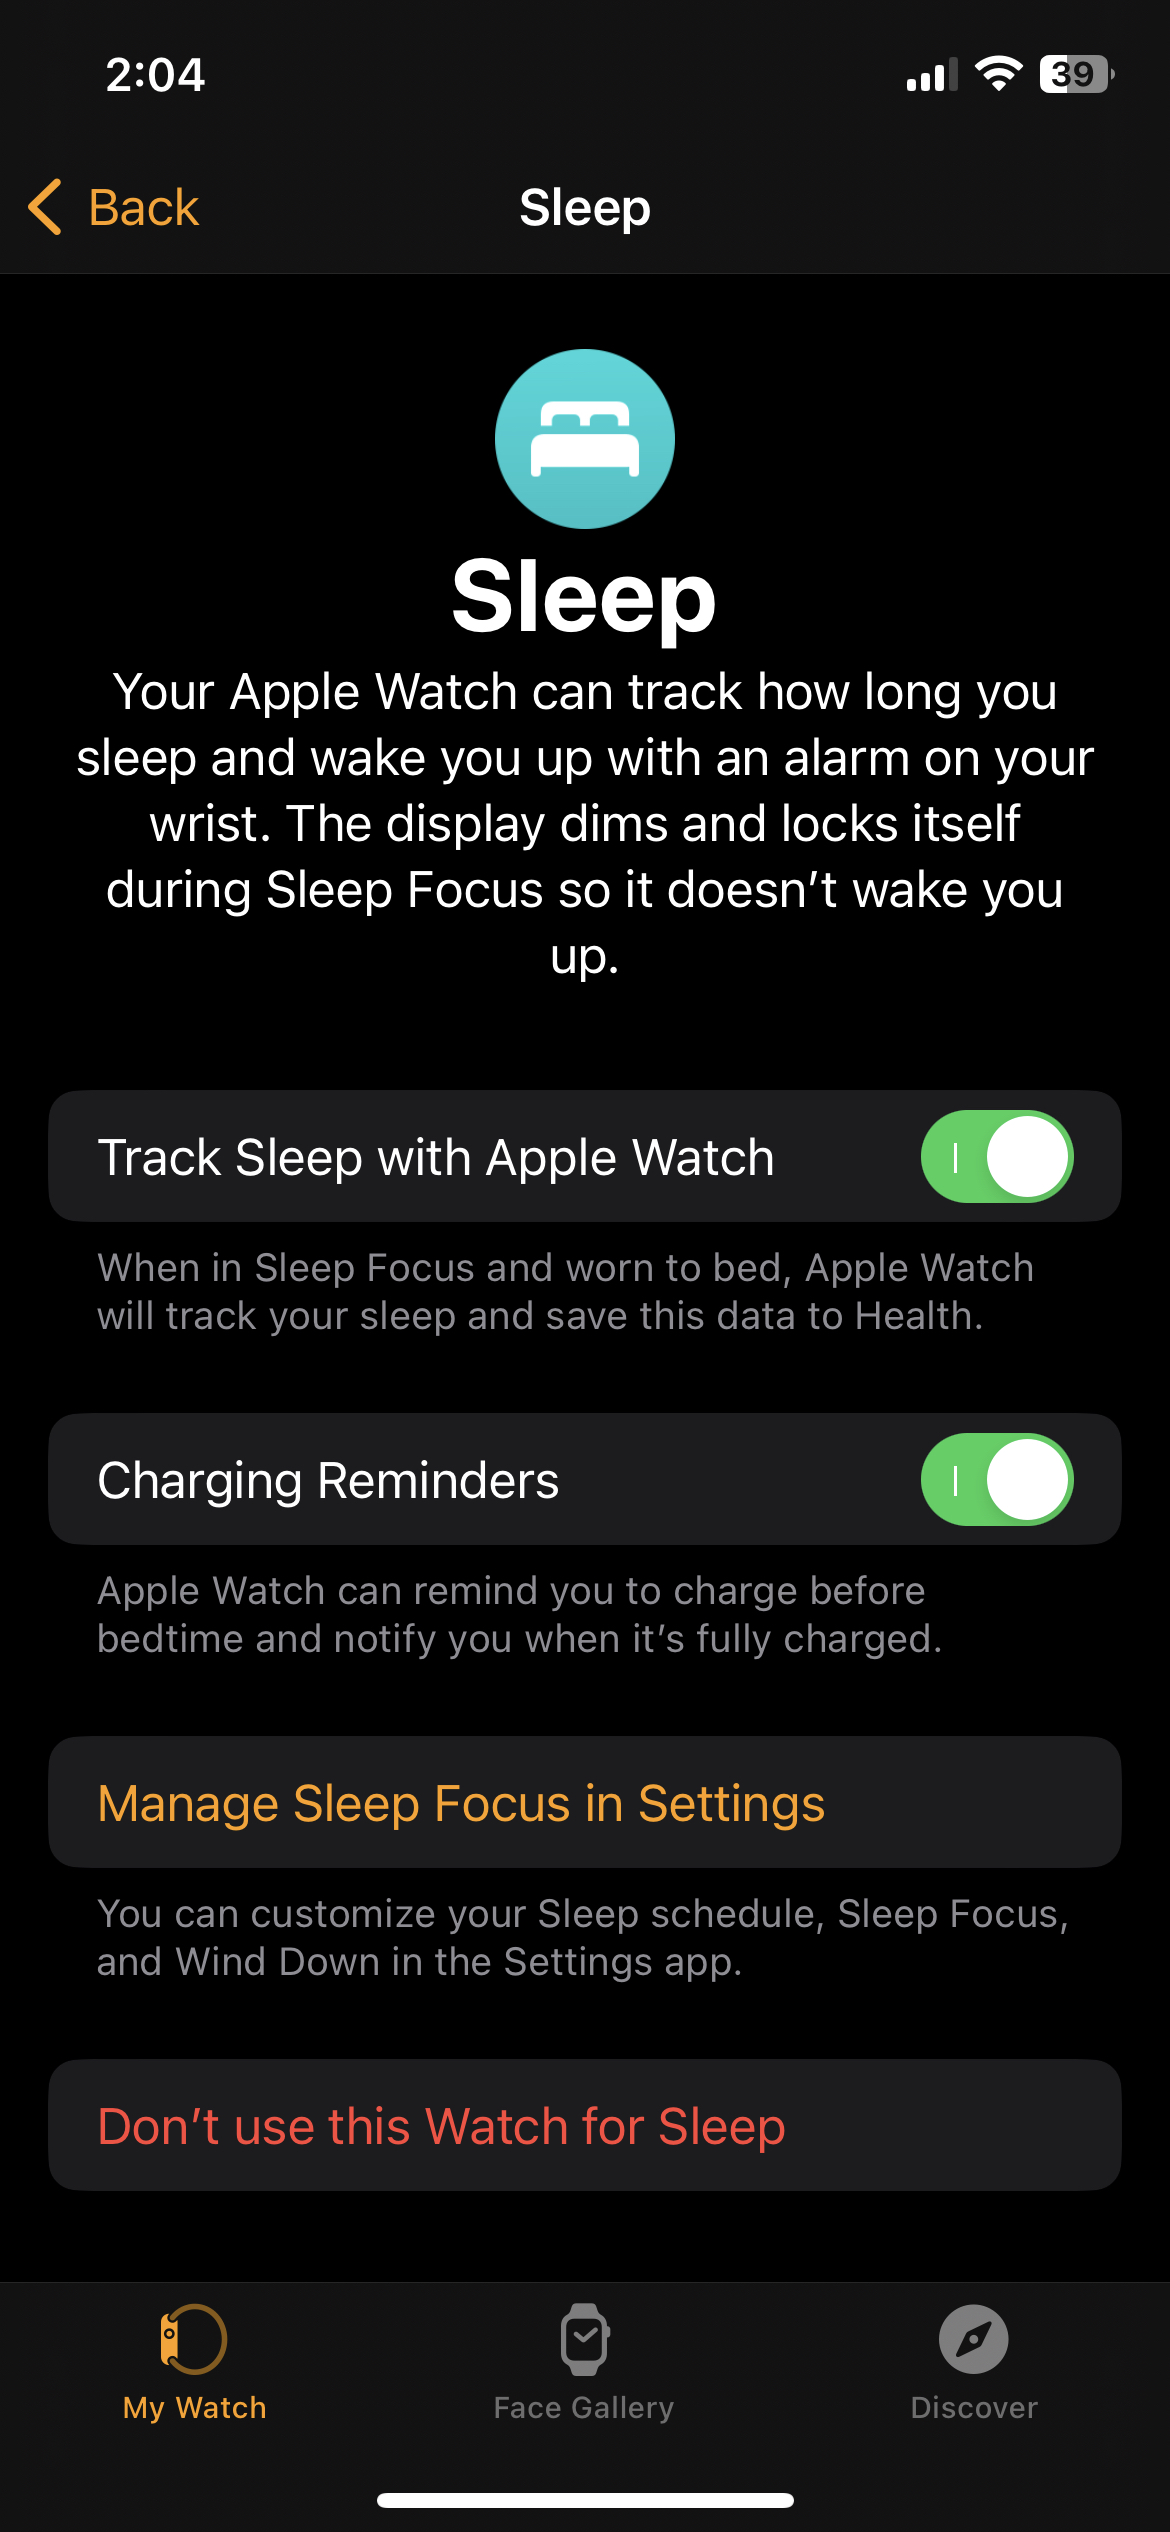 2:04
39
Back
Sleep
Sleep
Your Apple Watch can track how long you
sleep and wake you up with an alarm on your
wrist. The display dims and locks itself
during Sleep Focus so it doesn’t wake you
up.
Track Sleep with Apple Watch
When in Sleep Focus and worn to bed, Apple Watch
will track your sleep and save this data to Health.
Charging Reminders
Apple Watch can remind you to charge before
bedtime and notify you when it’s fully charged.
Manage Sleep Focus in Settings
You can customize your Sleep schedule, Sleep Focus,
and Wind Down in the Settings app.
Don’t use this Watch for Sleep
My Watch
Face Gallery
Discover